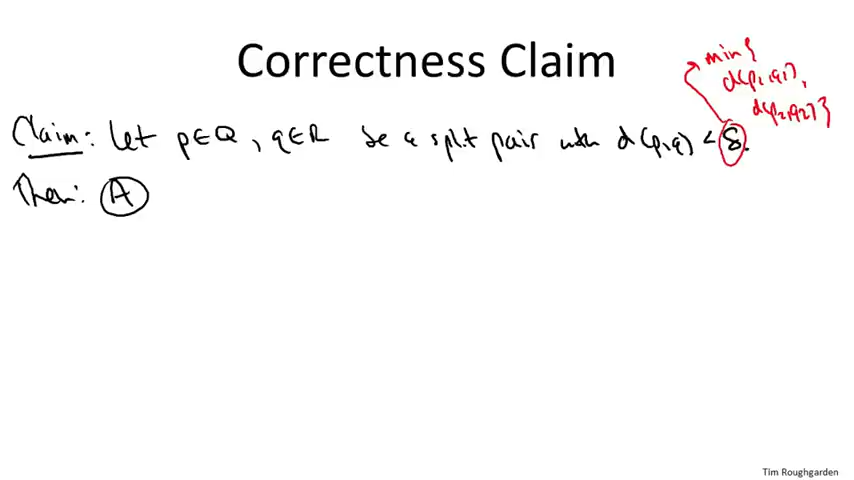 Correctness Claim
min{
d(p1,q1),
d(p2,q2)}
Claim: Let p∈Q, q∈R be a split pair with d(p,q) < δ.
Then: A
Tim Roughgarden